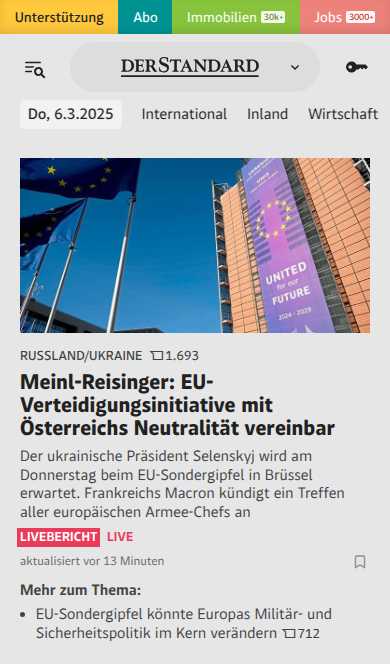 Unterstützung Abo Immobilien 30k+ Jobs 3000+
DERSTANDARD
Do, 6.3.2025 International Inland Wirtschaft
UNITED
for our
FUTURE
2024 - 2029
RUSSLAND/UKRAINE 1.693
Meinl-Reisinger: EU-
Verteidigungsinitiative mit
Österreichs Neutralität vereinbar
Der ukrainische Präsident Selenskyj wird am
Donnerstag beim EU-Sondergipfel in Brüssel
erwartet. Frankreichs Macron kündigt ein Treffen
aller europäischen Armee-Chefs an
LIVEBERICHT LIVE
aktualisiert vor 13 Minuten
Mehr zum Thema:
• EU-Sondergipfel könnte Europas Militär- und
Sicherheitspolitik im Kern verändern 712